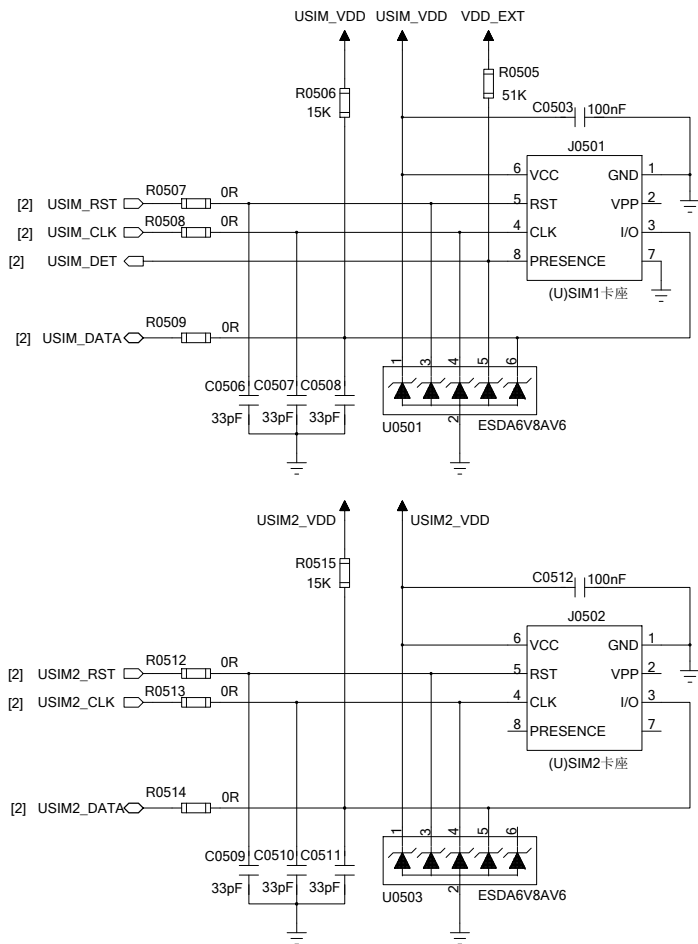 USIM_VDD USIM_VDD VDD_EXT
R0505
51K
R0506
15K
C0503 100nF
J0501
6 VCC GND 1
5 RST VPP 2
4 CLK I/O 3
8 PRESENCE 7
(U)SIM1卡座
[2] USIM_RST R0507 0R
[2] USIM_CLK R0508 0R
[2] USIM_DET
[2] USIM_DATA R0509 0R
1 3 4 5 6
C0506 C0507 C0508
33pF 33pF 33pF
2
U0501 ESDA6V8AV6
USIM2_VDD USIM2_VDD
R0515
15K
C0512 100nF
J0502
6 VCC GND 1
5 RST VPP 2
4 CLK I/O 3
8 PRESENCE 7
(U)SIM2卡座
[2] USIM2_RST R0512 0R
[2] USIM2_CLK R0513 0R
[2] USIM2_DATA R0514 0R
1 3 4 5 6
C0509 C0510 C0511
33pF 33pF 33pF
2
U0503 ESDA6V8AV6